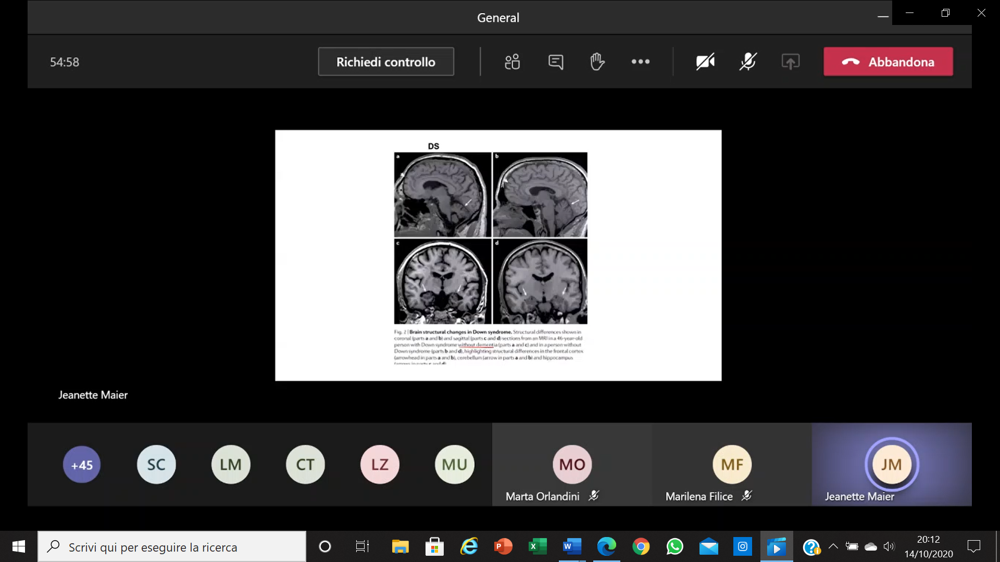 General
54:58
Richiedi controllo
Abbandona
DS
a
b
c
d
Fig. 2 | Brain structural changes in Down syndrome. Structural differences shown in
coronal (parts a and b) and sagittal (parts c and d) sections from an MRI in a 46-year-old
person with Down syndrome without dementia (parts a and c) and in a person without
Down syndrome (parts b and d), highlighting structural differences in the frontal cortex
(arrowhead in parts a and b), cerebellum (arrow in parts a and b) and hippocampus
(arrows in parts c and d).
Jeanette Maier
+45
SC
LM
CT
LZ
MU
MO
MF
JM
Marta Orlandini
Marilena Filice
Jeanette Maier
Scrivi qui per eseguire la ricerca
20:12
14/10/2020